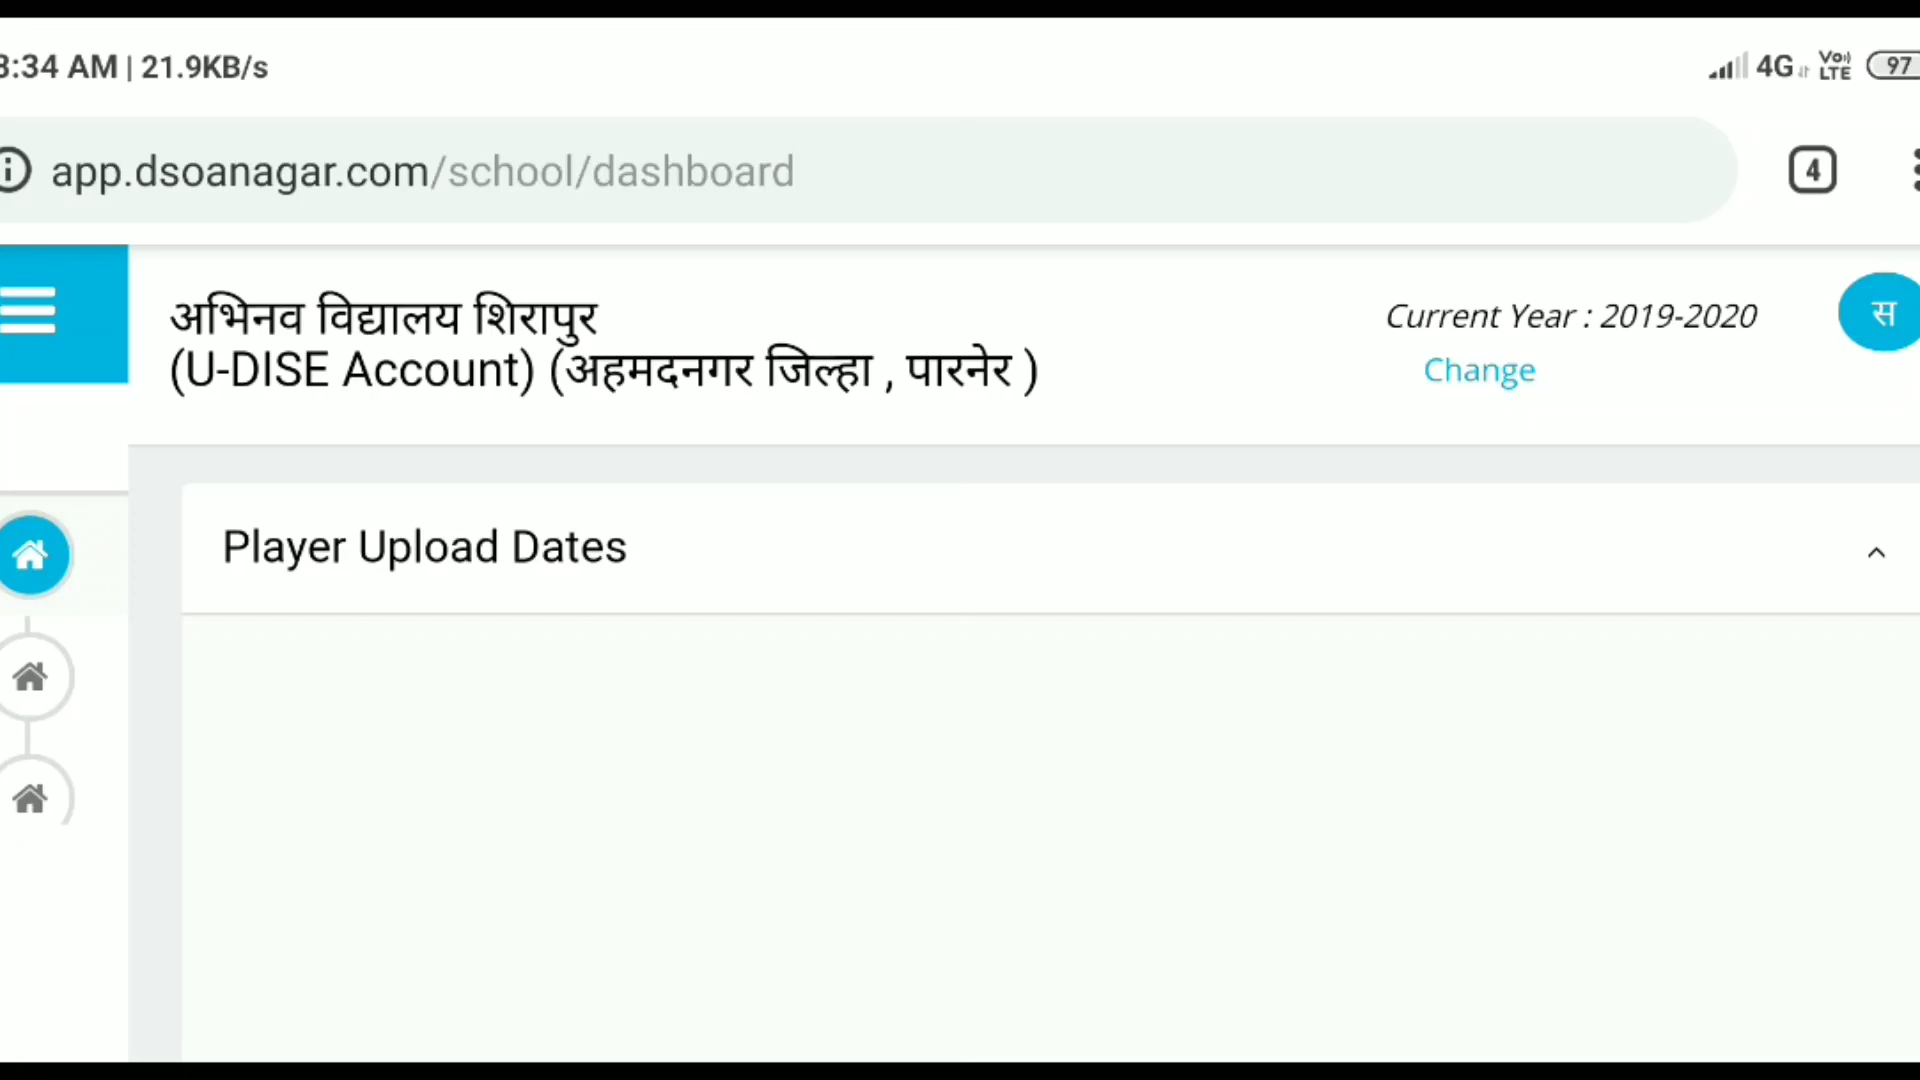 :34 AM | 21.9KB/s
4G VoLTE 97
app.dsoanagar.com/school/dashboard
4
अभिनव विद्यालय शिरापुर
(U-DISE Account) (अहमदनगर जिल्हा , पारनेर )
Current Year : 2019-2020
Change
स
Player Upload Dates